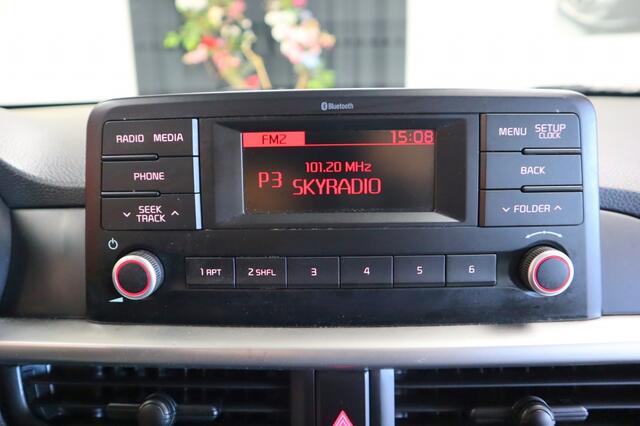 Bluetooth
RADIO MEDIA
PHONE
SEEK
TRACK
FM2 15:08
101.20 MHz
P3 SKYRADIO
MENU SETUP
CLOCK
BACK
FOLDER
1 RPT 2 SHFL 3 4 5 6